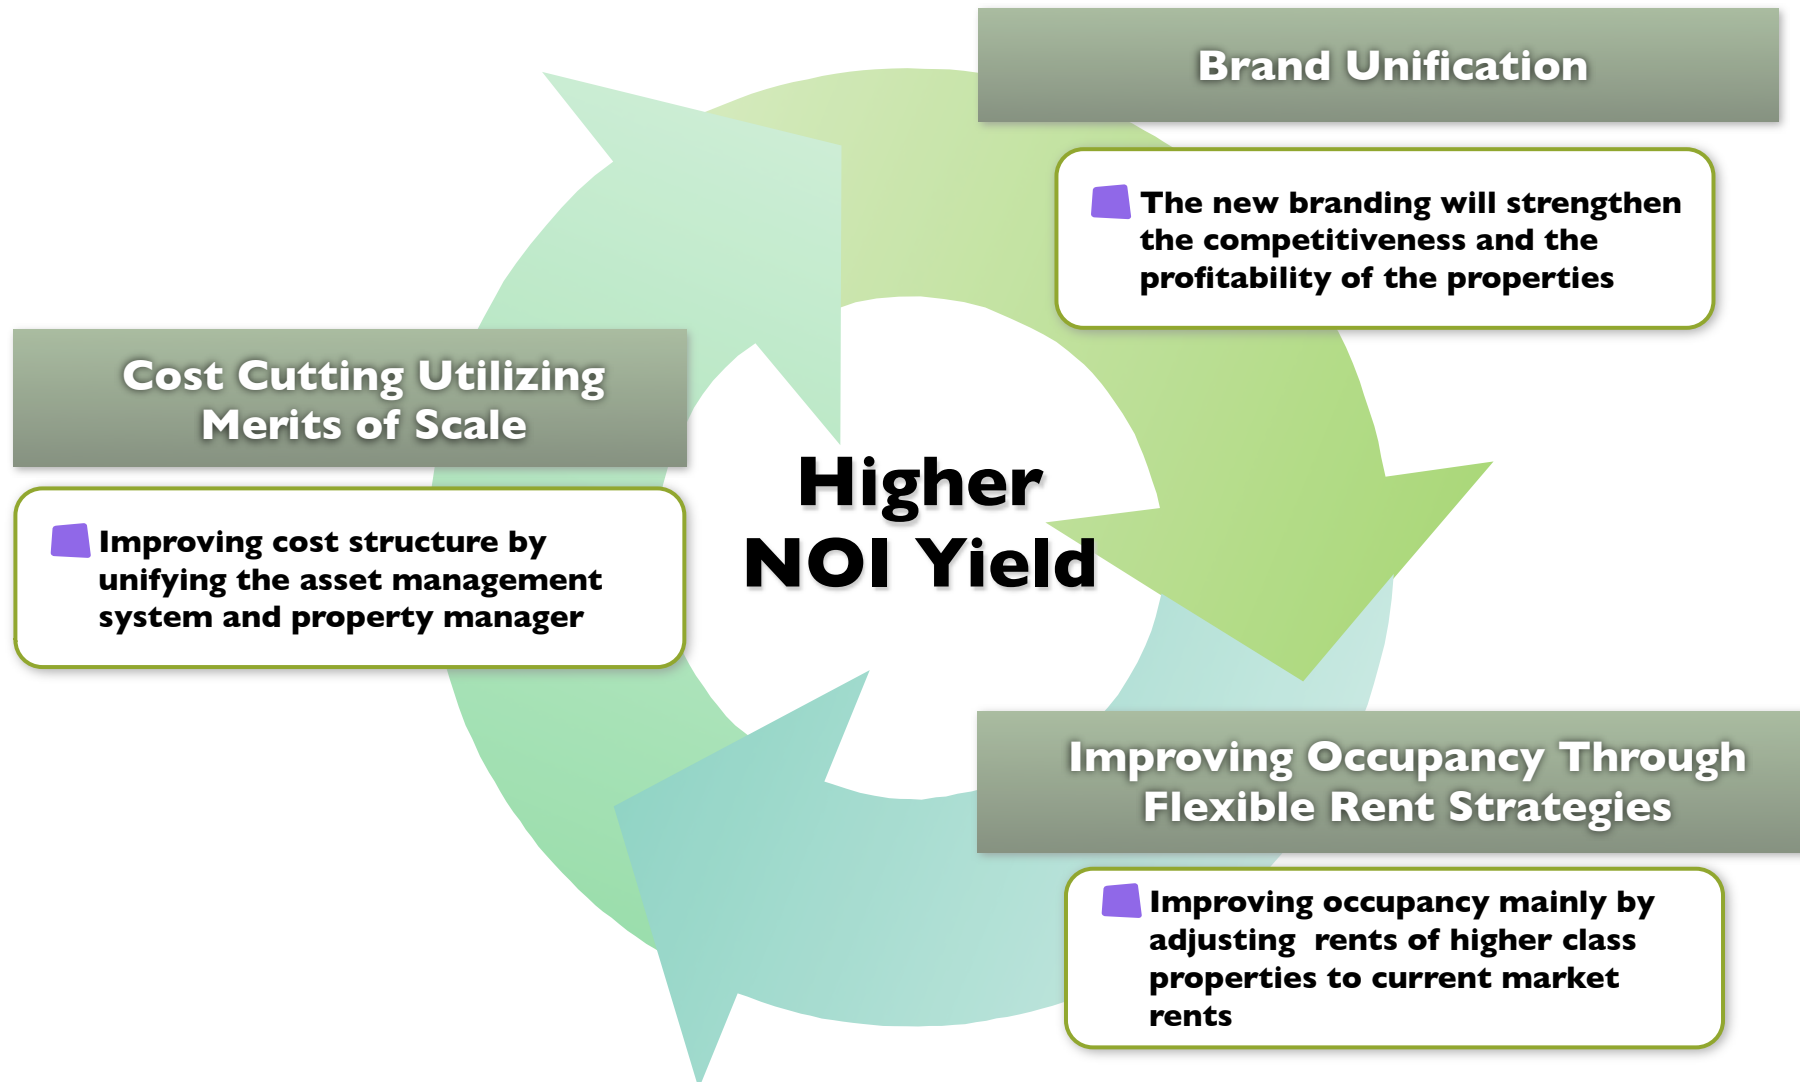 Brand Unification
The new branding will strengthen
the competitiveness and the
profitability of the properties
Cost Cutting Utilizing
Merits of Scale
Improving cost structure by
unifying the asset management
system and property manager
Higher
NOI Yield
Improving Occupancy Through
Flexible Rent Strategies
Improving occupancy mainly by
adjusting  rents of higher class
properties to current market
rents